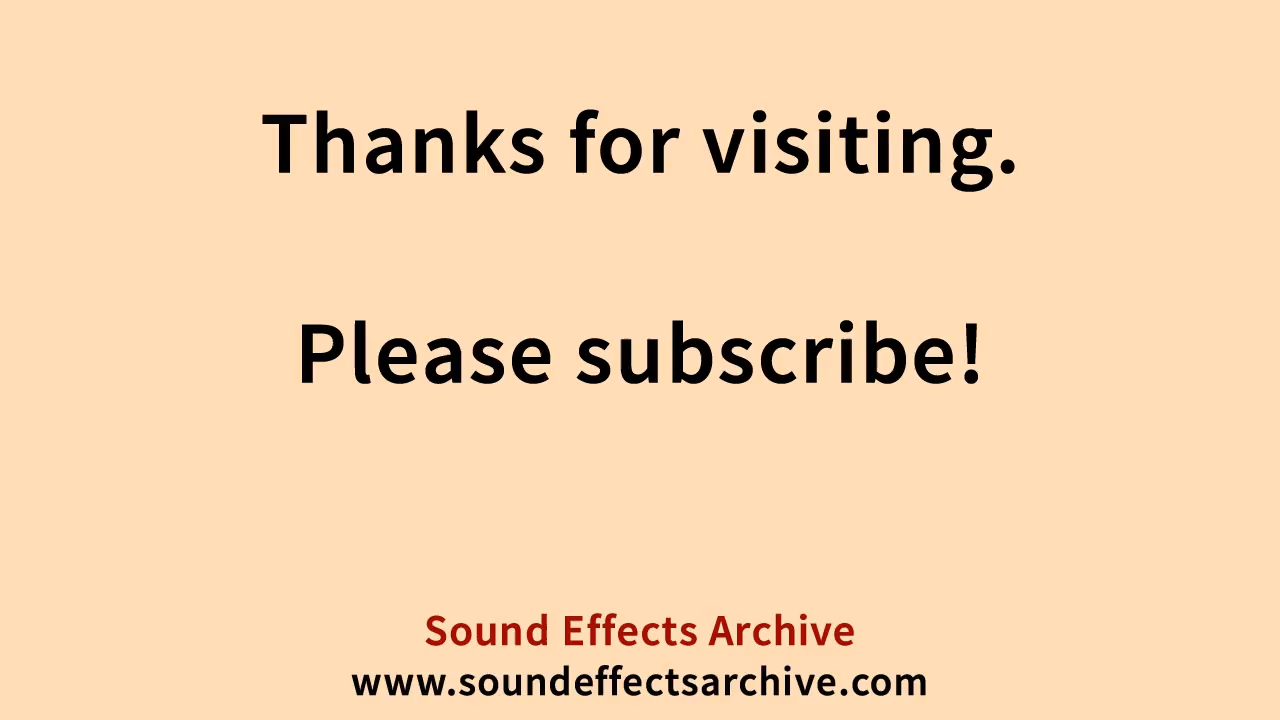 Thanks for visiting.
Please subscribe!
Sound Effects Archive
www.soundeffectsarchive.com